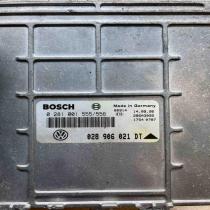 BOSCH
Made in Germany
0 281 001 555/556
028 906 021 DT